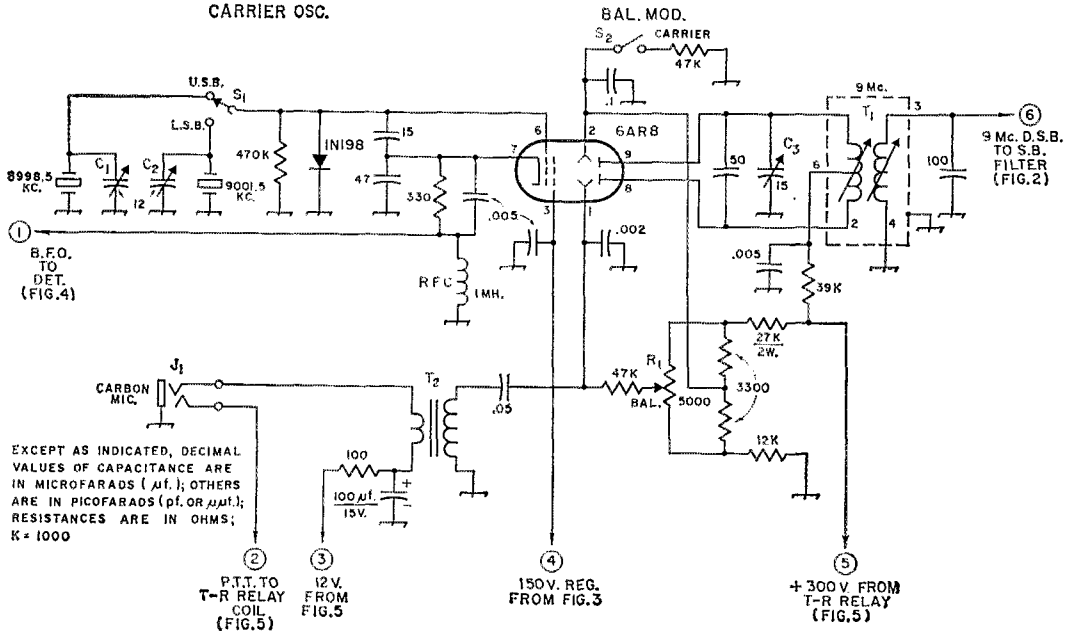 CARRIER OSC.
BAL. MOD.
S2
CARRIER
47K
.1
U.S.B.
S1
L.S.B.
8998.5
KC.
C1
C2
12
9001.5
KC.
470K
1N198
15
47
330
.005
7
6
2
6AR8
9
8
3
1
.002
50
C3
15
9 Mc.
T1
3
6
2
4
100
6
9 Mc. D.S.B.
TO S.B.
FILTER
(FIG.2)
.005
39K
1
B.F.O.
TO
DET.
(FIG.4)
RFC
1MH.
27K
2W.
R1
3300
47K
BAL.
5000
12K
J1
CARBON
MIC.
T2
.05
100
100 µf.
15V.
+
-
EXCEPT AS INDICATED, DECIMAL
VALUES OF CAPACITANCE ARE
IN MICROFARADS ( µf.); OTHERS
ARE IN PICOFARADS (pf. OR µµf.);
RESISTANCES ARE IN OHMS;
K = 1000
2
P.T.T. TO
T-R RELAY
COIL
(FIG.5)
3
12V.
FROM
FIG.5
4
150V. REG.
FROM FIG.3
5
+300V. FROM
T-R RELAY
(FIG.5)